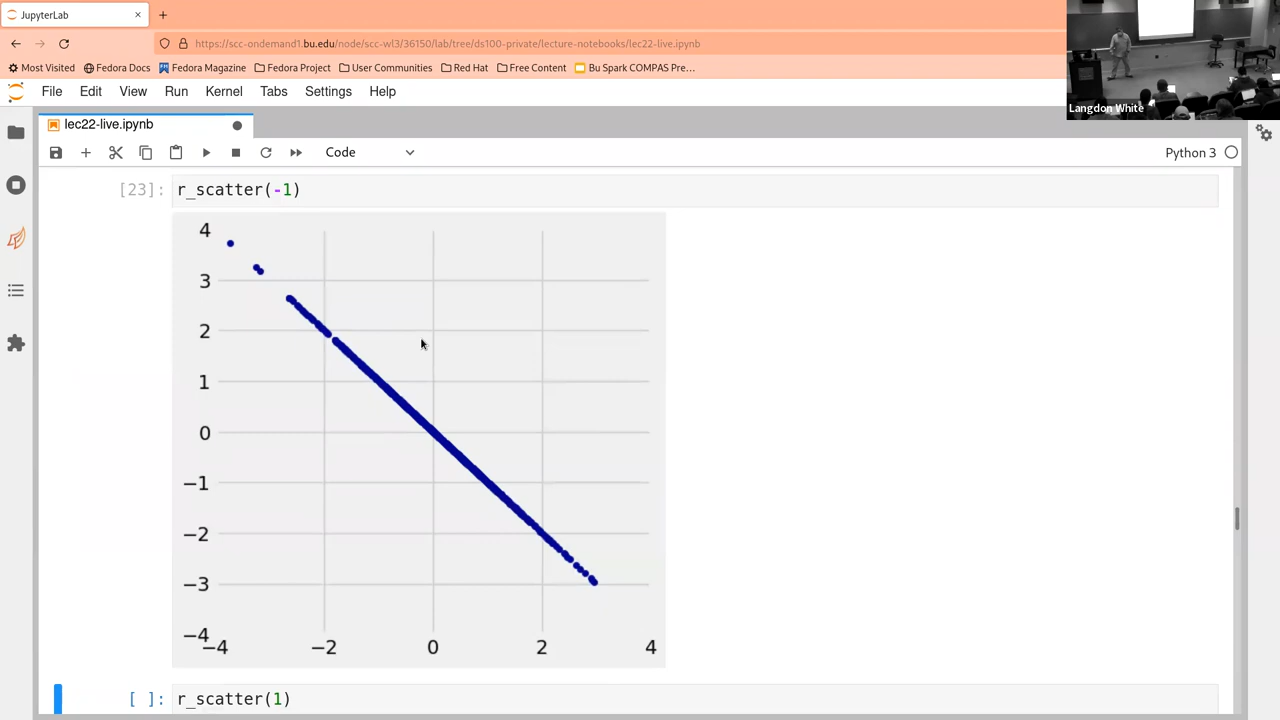 JupyterLab
https://scc-ondemand1.bu.edu/node/scc-wl3/36150/lab/tree/ds100-private/lecture-notebooks/lec22-live.ipynb
Most Visited Fedora Docs Fedora Magazine Fedora Project User Communities Red Hat Free Content Bu Spark COMPAS Pre...
Langdon White
File Edit View Run Kernel Tabs Settings Help
lec22-live.ipynb
Code
Python 3
[23]: r_scatter(-1)
4
3
2
1
0
−1
−2
−3
−4
−4 −2 0 2 4
[ ]: r_scatter(1)